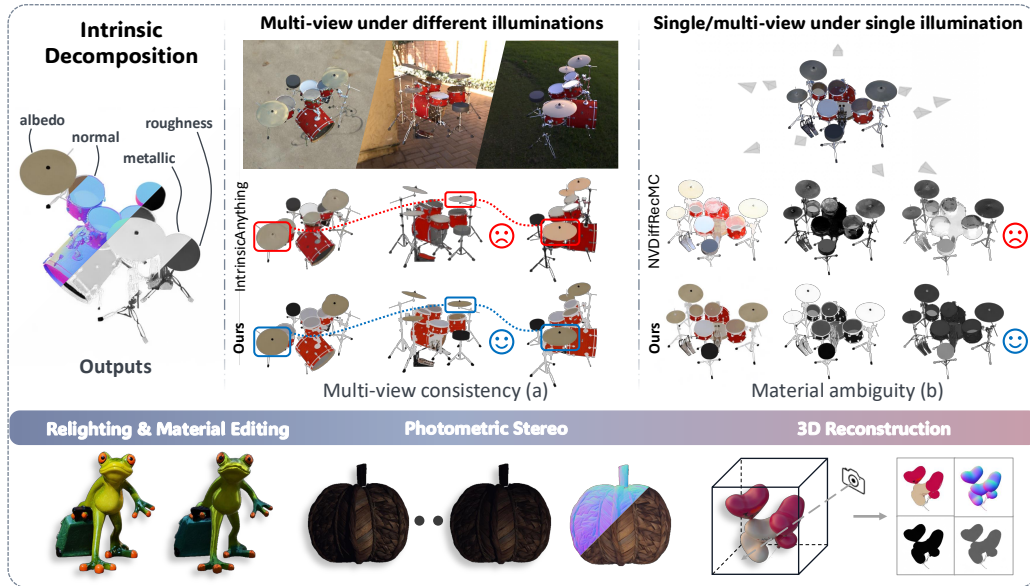 Intrinsic
Decomposition
albedo
normal
roughness
metallic
Outputs
Multi-view under different illuminations
IntrinsicAnything
Ours
Multi-view consistency (a)
Single/multi-view under single illumination
NVDiffRecMC
Ours
Material ambiguity (b)
Relighting & Material Editing
Photometric Stereo
3D Reconstruction